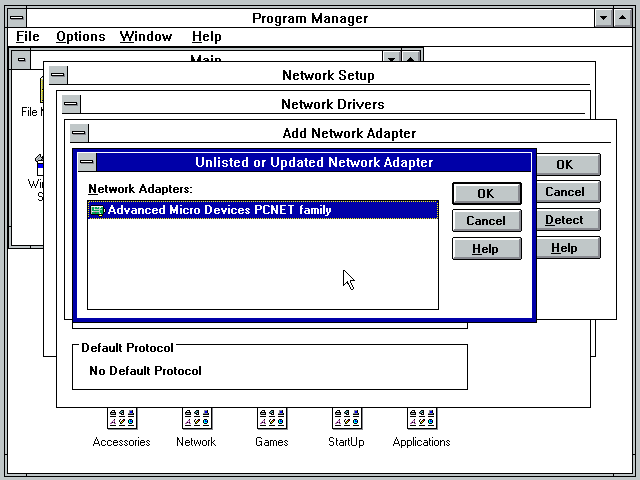 Program Manager
File Options Window Help
Main
Network Setup
Network Drivers
Add Network Adapter
Unlisted or Updated Network Adapter
Network Adapters:
Advanced Micro Devices PCNET family
OK
Cancel
Help
OK
Cancel
Detect
Help
Default Protocol
No Default Protocol
File
Accessories Network Games StartUp Applications